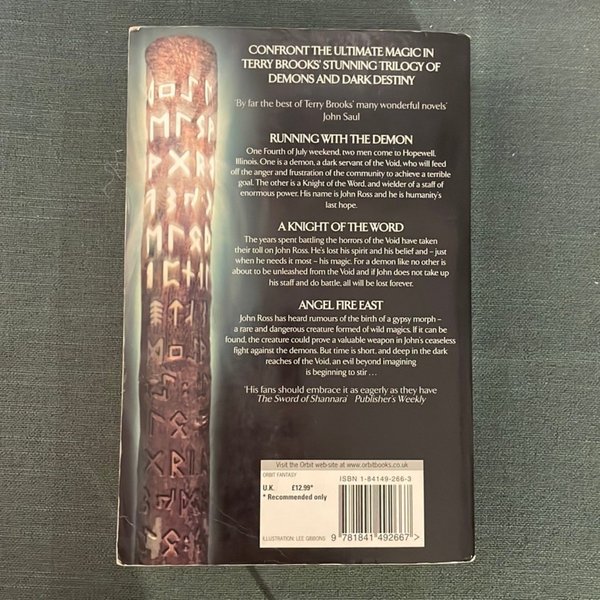 CONFRONT THE ULTIMATE MAGIC IN
TERRY BROOKS' STUNNING TRILOGY OF
DEMONS AND DARK DESTINY
'By far the best of Terry Brooks' many wonderful novels'
John Saul
RUNNING WITH THE DEMON
One Fourth of July weekend, two men come to Hopewell,
Illinois. One is a demon, a dark servant of the Void, who will feed
off the anger and frustration of the community to achieve a terrible
goal. The other is a Knight of the Word, and wielder of a staff of
enormous power. His name is John Ross and he is humanity's
last hope.
A KNIGHT OF THE WORD
The years spent battling the horrors of the Void have taken
their toll on John Ross. He's lost his spirit and his belief and – just
when he needs it most – his magic. For a demon like no other is
about to be unleashed from the Void and if John does not take up
his staff and do battle, all will be lost forever.
ANGEL FIRE EAST
John Ross has heard rumours of the birth of a gypsy morph –
a rare and dangerous creature formed of wild magics. If it can be
found, the creature could prove a valuable weapon in John's ceaseless
fight against the demons. But time is short, and deep in the dark
reaches of the Void, an evil beyond imagining
is beginning to stir ...
'His fans should embrace it as eagerly as they have
The Sword of Shannara' Publisher's Weekly
Visit the Orbit web-site at www.orbitbooks.co.uk
ORBIT FANTASY
U.K. £12.99*
* Recommended only
ISBN 1-84149-266-3
ILLUSTRATION: LEE GIBBONS
9 781841 492667 >